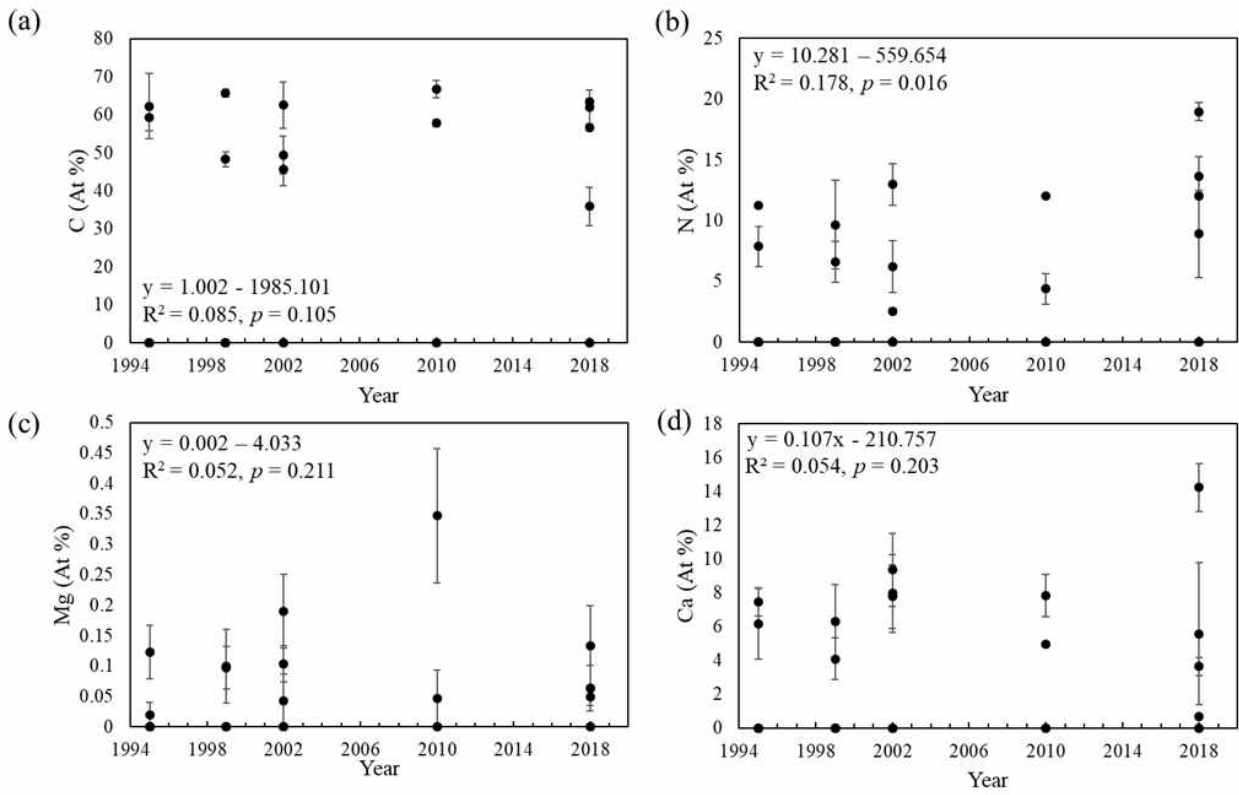 (a)
80
70
60
50
40
30
20
10
0
C (At %)
y = 1.002 - 1985.101
R² = 0.085, p = 0.105
1994 1998 2002 2006 2010 2014 2018
Year
(b)
25
20
15
10
5
0
N (At %)
y = 10.281 – 559.654
R² = 0.178, p = 0.016
1994 1998 2002 2006 2010 2014 2018
Year
(c)
0.5
0.45
0.4
0.35
0.3
0.25
0.2
0.15
0.1
0.05
0
Mg (At %)
y = 0.002 – 4.033
R² = 0.052, p = 0.211
1994 1998 2002 2006 2010 2014 2018
Year
(d)
18
16
14
12
10
8
6
4
2
0
Ca (At %)
y = 0.107x - 210.757
R² = 0.054, p = 0.203
1994 1998 2002 2006 2010 2014 2018
Year